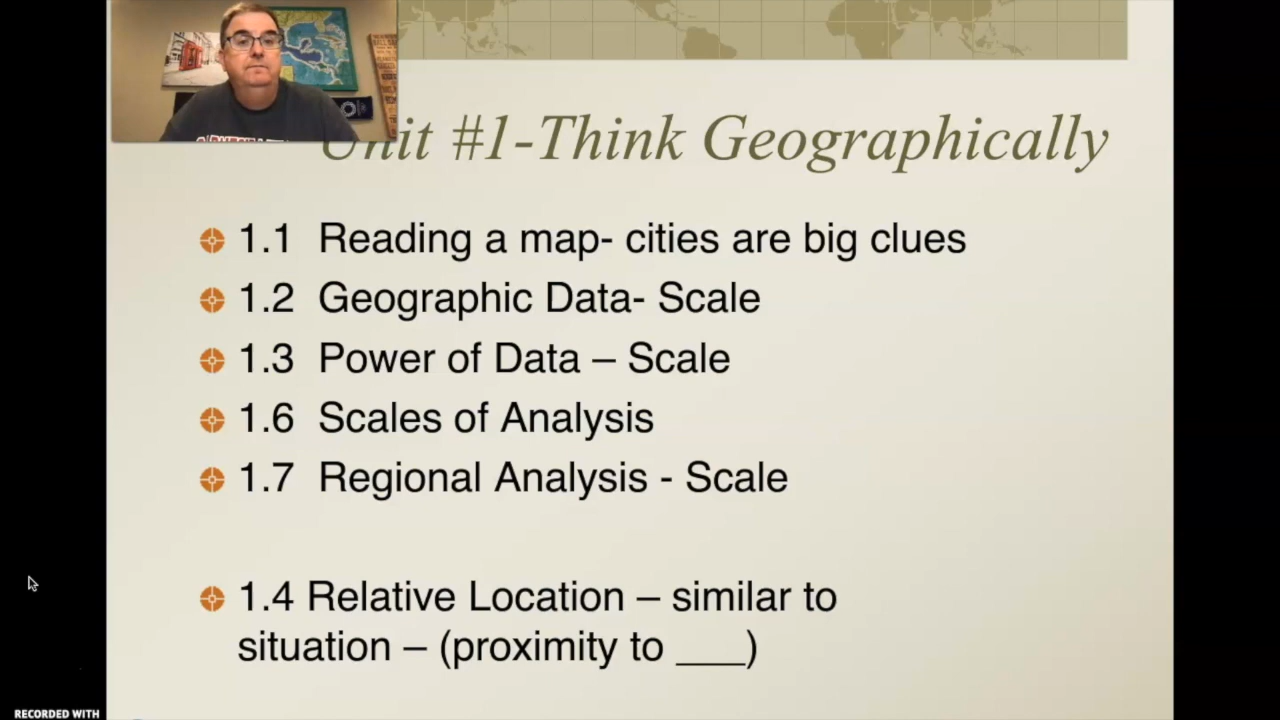 Unit #1-Think Geographically
1.1 Reading a map- cities are big clues
1.2 Geographic Data- Scale
1.3 Power of Data – Scale
1.6 Scales of Analysis
1.7 Regional Analysis - Scale
1.4 Relative Location – similar to
situation – (proximity to ___)
RECORDED WITH